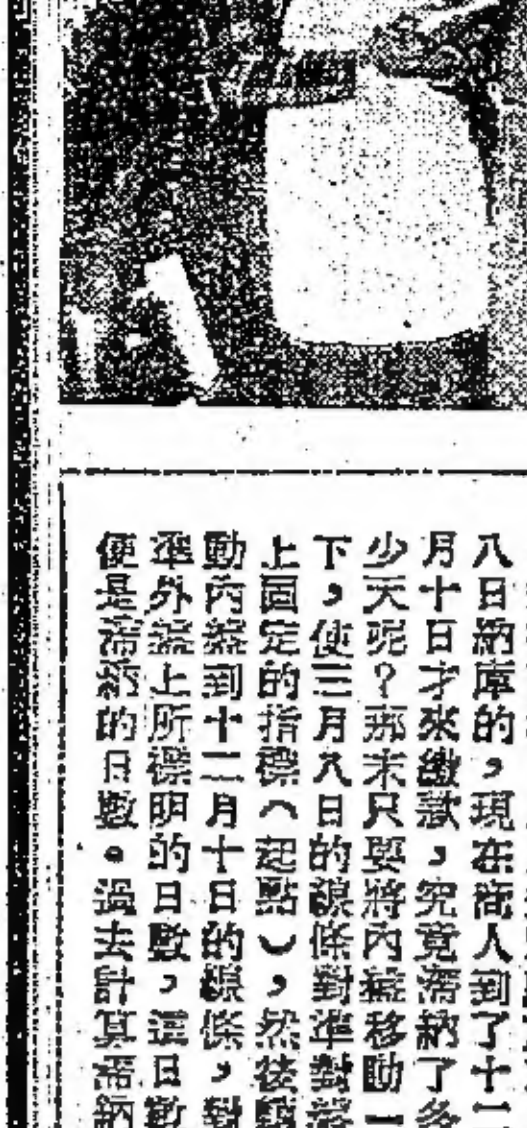 八日納庫的,現在商人到了十二
月十日才來繳款,究竟滯納了多
少天呢?那末只要將內盤移動一
下,使三月八日的線條對準對盤
上固定的指標(起點),然後轉
動內盤到十二月十日的線條,對
準外盤上所標明的日數,這日數
便是滯納的日數。過去計算滯納